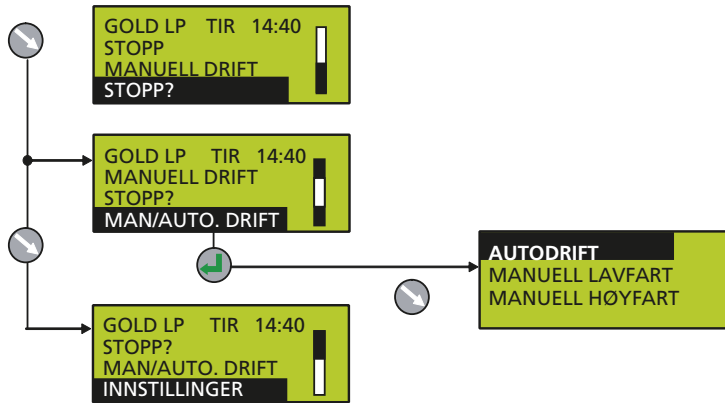 GOLD LP TIR 14:40
STOPP
MANUELL DRIFT
STOPP?
GOLD LP TIR 14:40
MANUELL DRIFT
STOPP?
MAN/AUTO. DRIFT
AUTODRIFT
MANUELL LAVFART
MANUELL HØYFART
GOLD LP TIR 14:40
STOPP?
MAN/AUTO. DRIFT
INNSTILLINGER